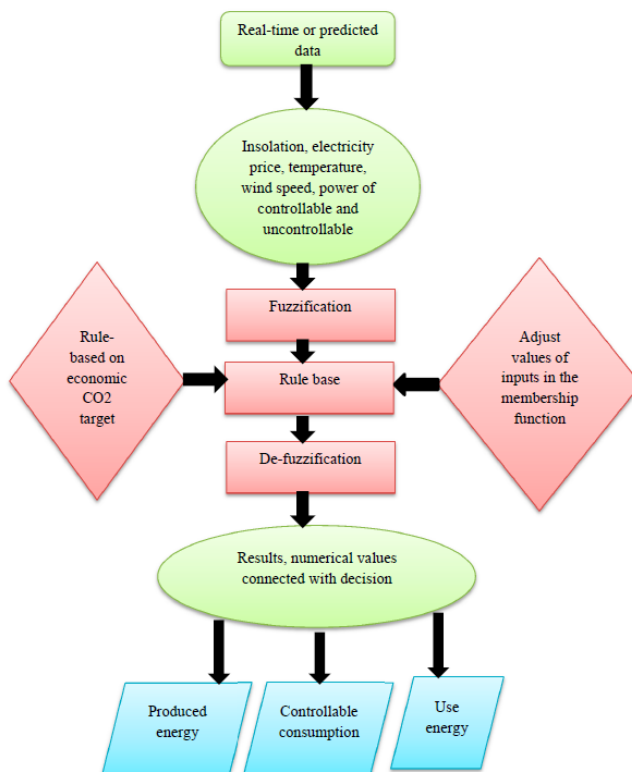 Real-time or predicted
data
Insolation, electricity
price, temperature,
wind speed, power of
controllable and
uncontrollable
Fuzzification
Rule-
based on
economic
CO2
target
Rule base
Adjust
values of
inputs in the
membership
function
De-fuzzification
Results, numerical values
connected with decision
Produced
energy
Controllable
consumption
Use
energy